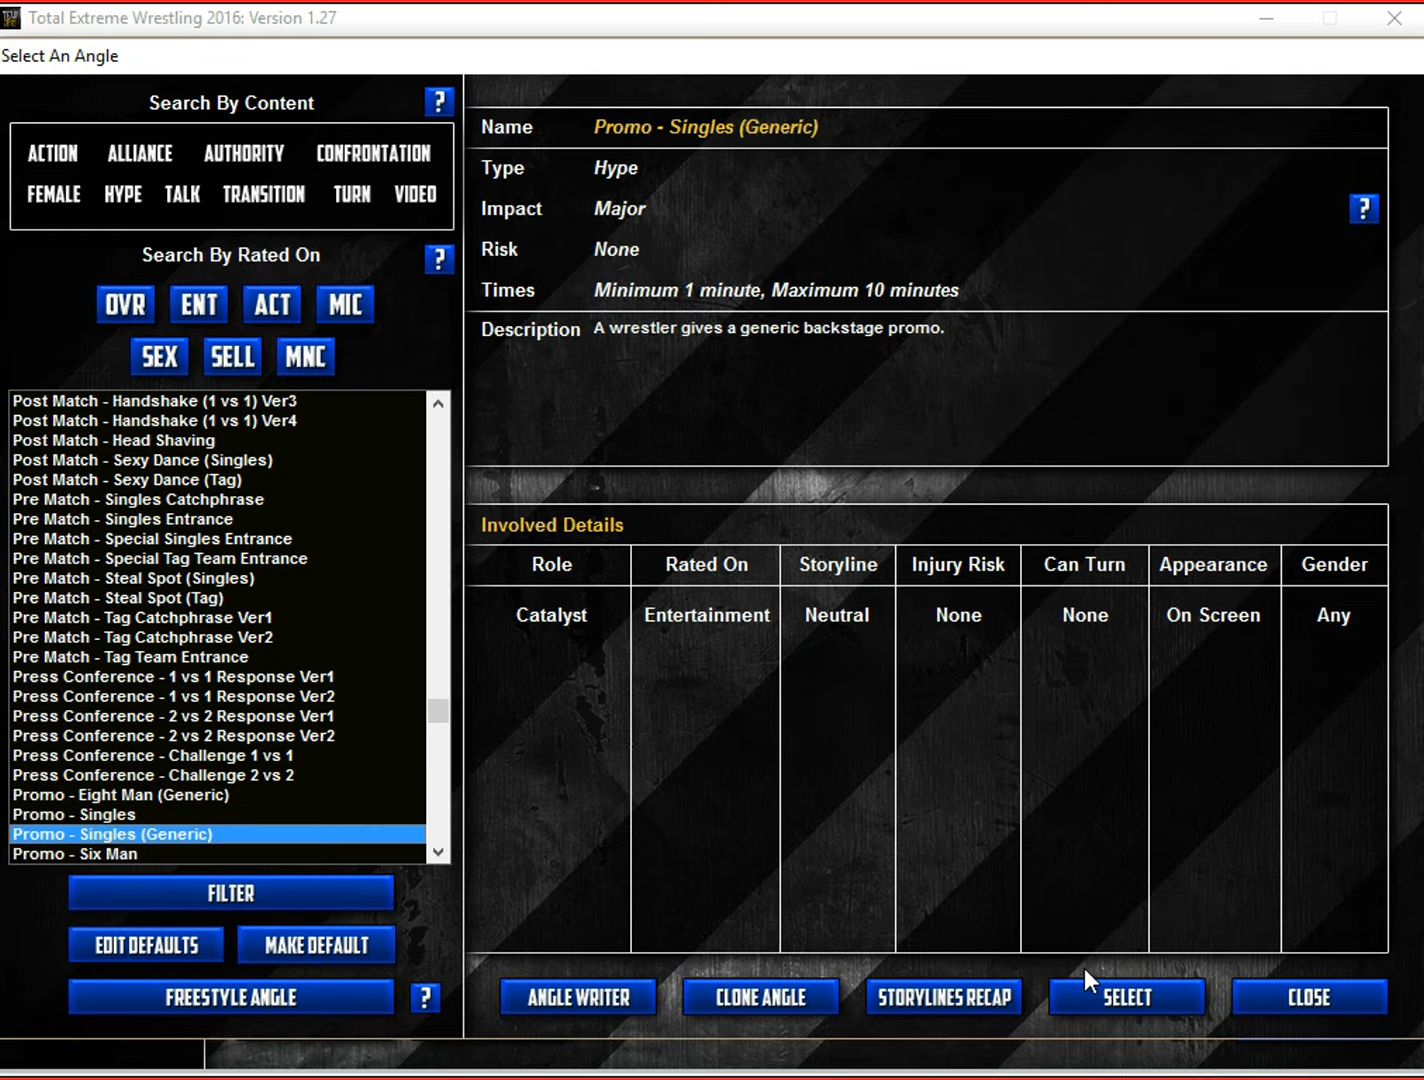 Total Extreme Wrestling 2016: Version 1.27
Select An Angle
Search By Content
?
ACTION ALLIANCE AUTHORITY CONFRONTATION
FEMALE HYPE TALK TRANSITION TURN VIDEO
Search By Rated On
?
OVR ENT ACT MIC
SEX SELL MNC
Post Match - Handshake (1 vs 1) Ver3
Post Match - Handshake (1 vs 1) Ver4
Post Match - Head Shaving
Post Match - Sexy Dance (Singles)
Post Match - Sexy Dance (Tag)
Pre Match - Singles Catchphrase
Pre Match - Singles Entrance
Pre Match - Special Singles Entrance
Pre Match - Special Tag Team Entrance
Pre Match - Steal Spot (Singles)
Pre Match - Steal Spot (Tag)
Pre Match - Tag Catchphrase Ver1
Pre Match - Tag Catchphrase Ver2
Pre Match - Tag Team Entrance
Press Conference - 1 vs 1 Response Ver1
Press Conference - 1 vs 1 Response Ver2
Press Conference - 2 vs 2 Response Ver1
Press Conference - 2 vs 2 Response Ver2
Press Conference - Challenge 1 vs 1
Press Conference - Challenge 2 vs 2
Promo - Eight Man (Generic)
Promo - Singles
Promo - Singles (Generic)
Promo - Six Man
FILTER
EDIT DEFAULTS MAKE DEFAULT
FREESTYLE ANGLE ?
Name Promo - Singles (Generic)
Type Hype
Impact Major
?
Risk None
Times Minimum 1 minute, Maximum 10 minutes
Description A wrestler gives a generic backstage promo.
Involved Details
Role Rated On Storyline Injury Risk Can Turn Appearance Gender
Catalyst Entertainment Neutral None None On Screen Any
ANGLE WRITER CLONE ANGLE STORYLINES RECAP SELECT CLOSE